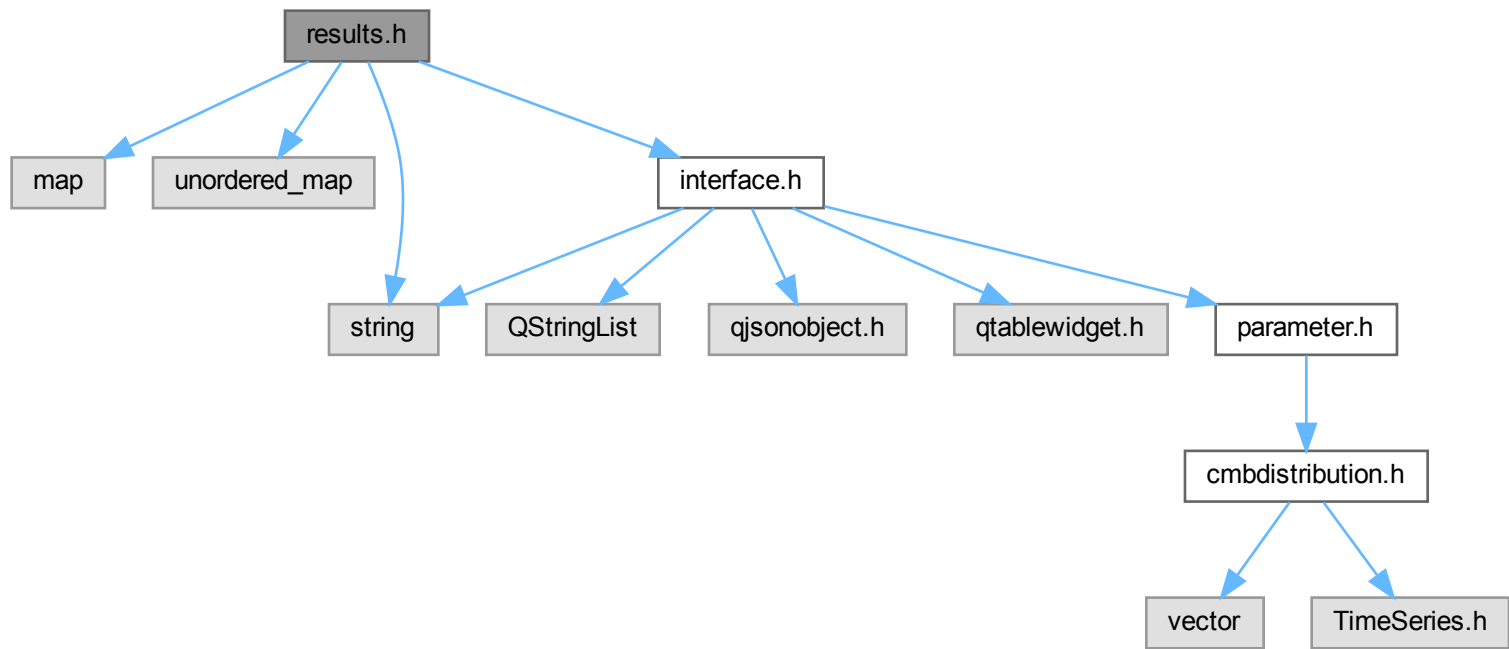 results.h
map
unordered_map
interface.h
string
QStringList
qjsonobject.h
qtablewidget.h
parameter.h
cmbdistribution.h
vector
TimeSeries.h